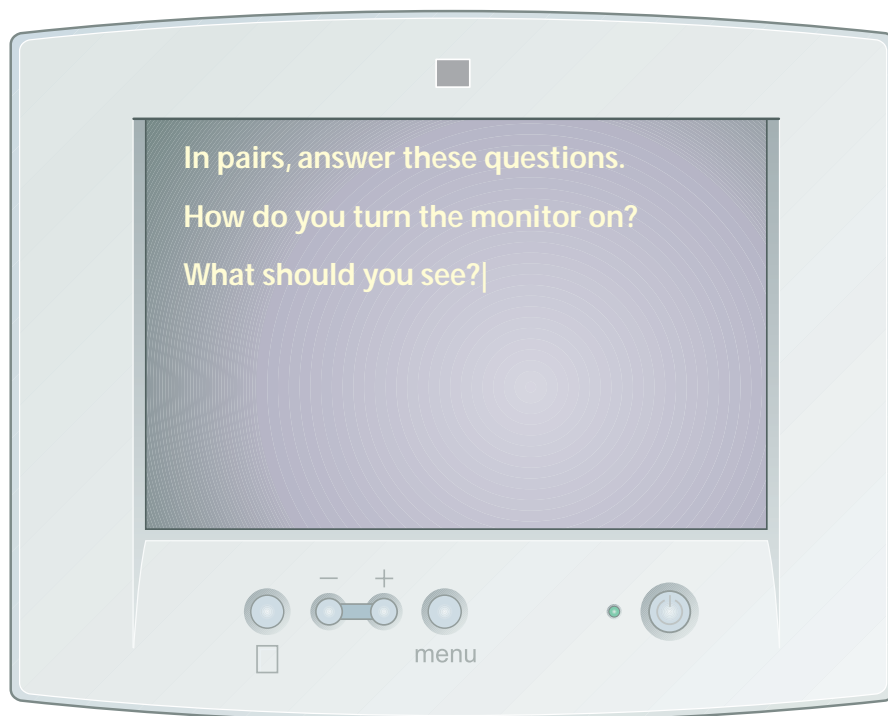 In pairs, answer these questions.
How do you turn the monitor on?
What should you see?
− +
menu